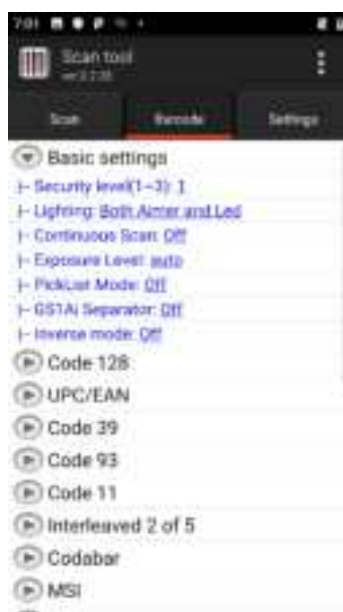 7:01
Scan tool
Scan
Barcode
Settings
Basic settings
Security level(1~3): 1
Lighting: Both Aimer and Led
Continuous Scan: Off
Exposure Level: auto
PickList Mode: Off
GS1AI Separator: Off
Inverse mode: Off
Code 128
UPC/EAN
Code 39
Code 93
Code 11
Interleaved 2 of 5
Codabar
MSI